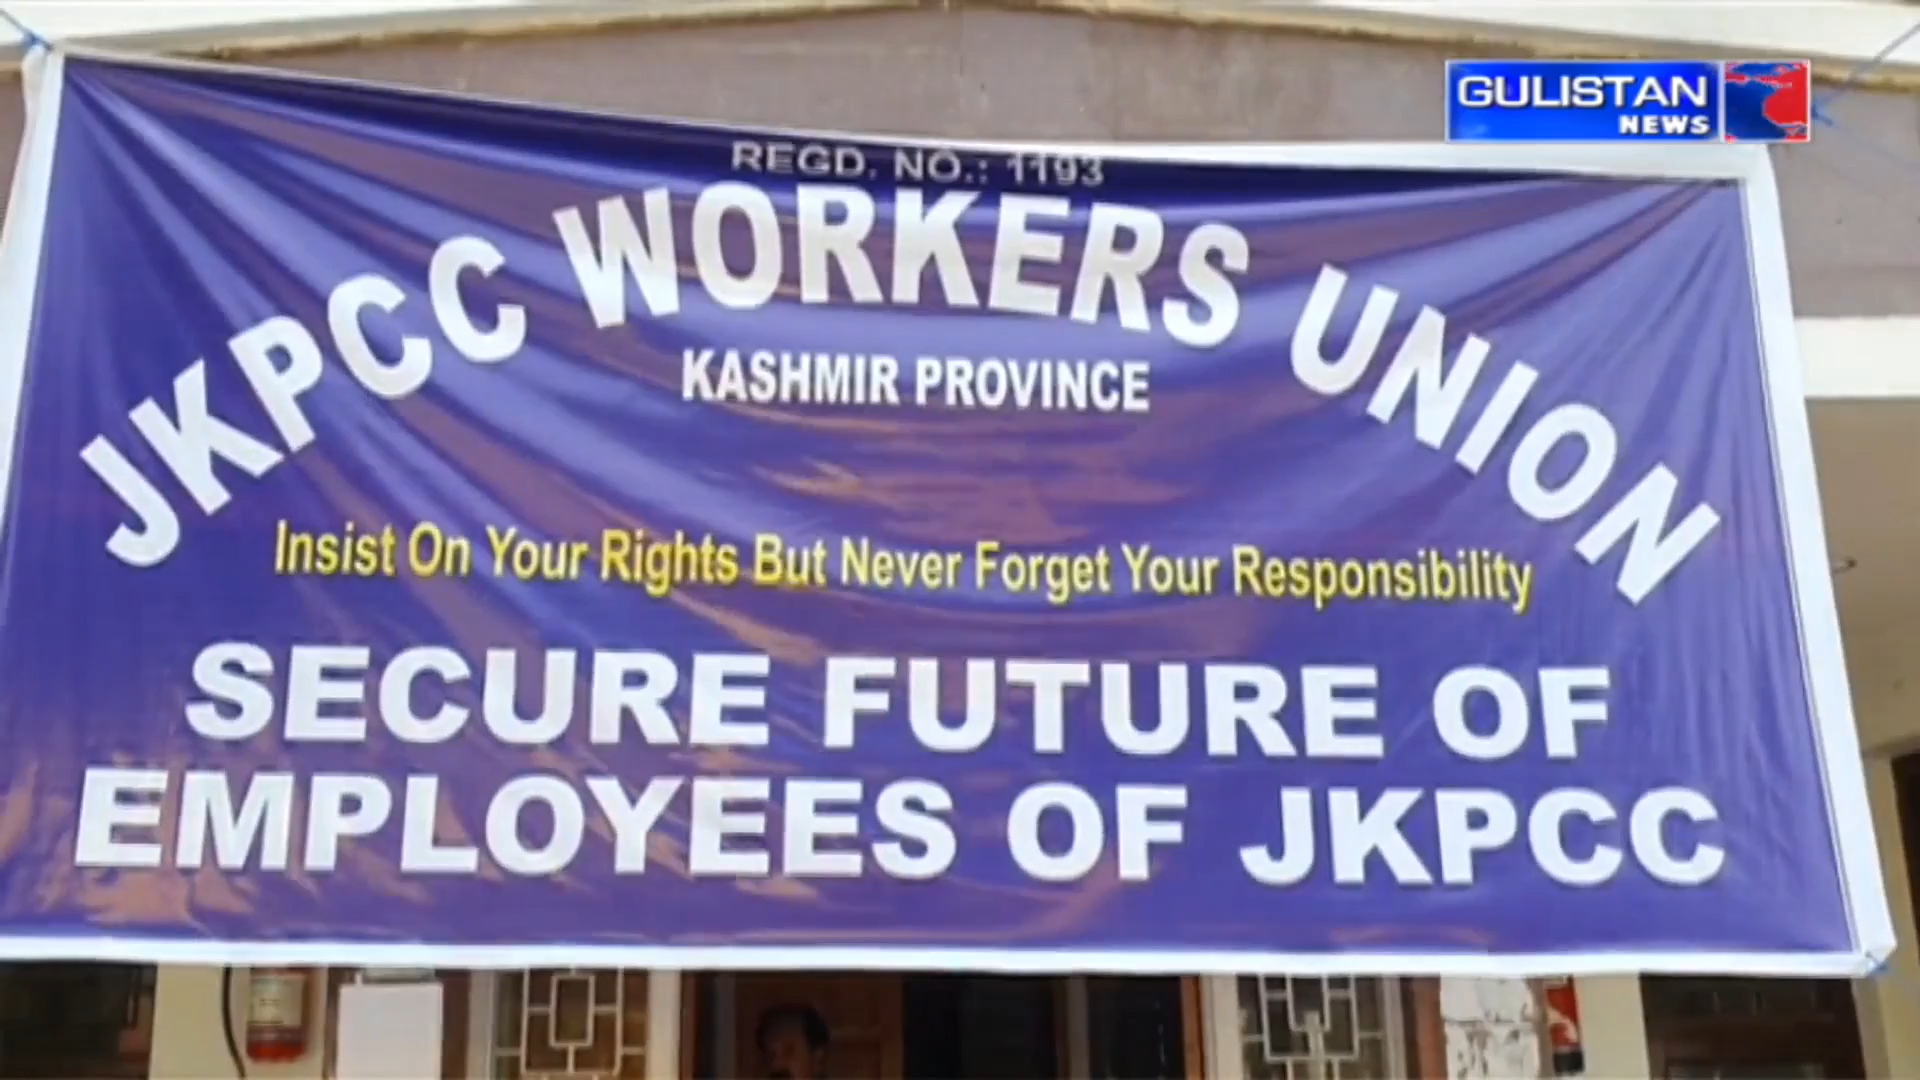 GULISTAN
NEWS
REGD. NO.: 1193
JKPCC WORKERS UNION
KASHMIR PROVINCE
Insist On Your Rights But Never Forget Your Responsibility
SECURE FUTURE OF
EMPLOYEES OF JKPCC